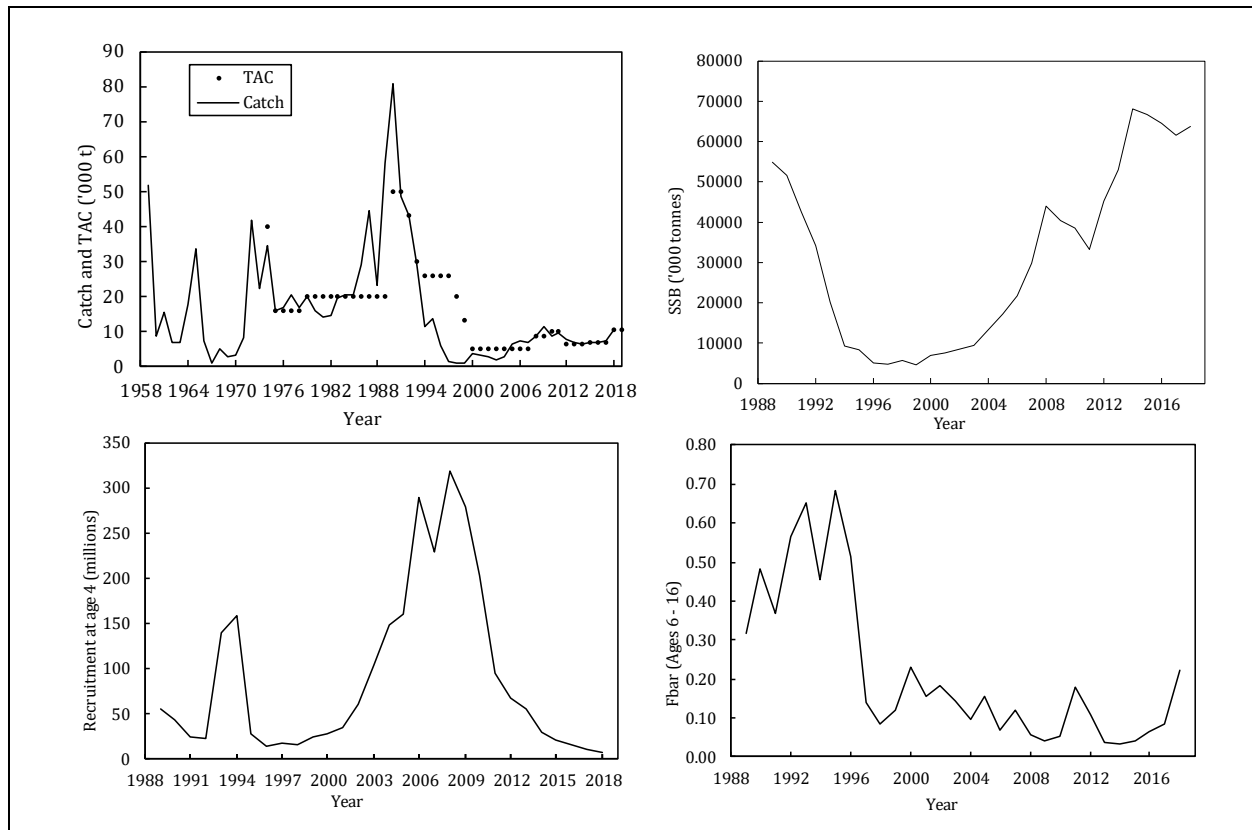 90
80
70
60
50
40
30
20
10
0
Catch and TAC ('000 t)
TAC
Catch
1958 1964 1970 1976 1982 1988 1994 2000 2006 2012 2018
Year
80000
70000
60000
50000
40000
30000
20000
10000
0
SSB ('000 tonnes)
1988 1992 1996 2000 2004 2008 2012 2016
Year
350
300
250
200
150
100
50
0
Recruitment at age 4 (millions)
1988 1991 1994 1997 2000 2003 2006 2009 2012 2015 2018
Year
0.80
0.70
0.60
0.50
0.40
0.30
0.20
0.10
0.00
Fbar (Ages 6 - 16)
1988 1992 1996 2000 2004 2008 2012 2016
Year